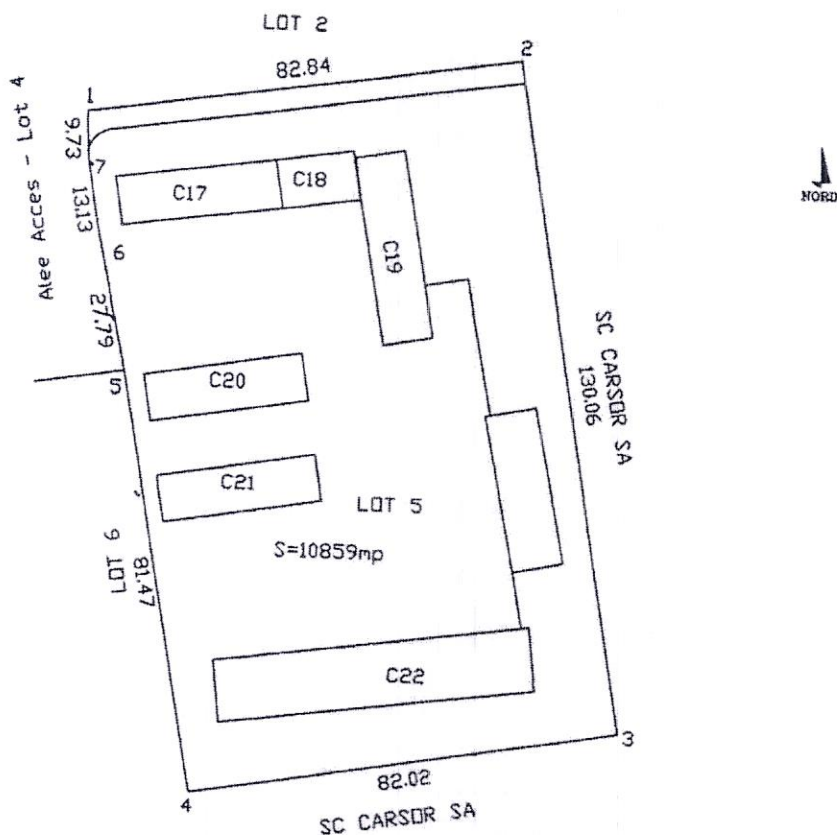 LOT 2
82.84
1
2
Alee Acces - Lot 4
9.73
7
13.13
6
27.79
5
C17
C18
C19
NORD
C20
C21
LOT 5
S=10859mp
SC CARSOR SA
130.06
LOT 9
81.47
C22
3
4
82.02
SC CARSOR SA